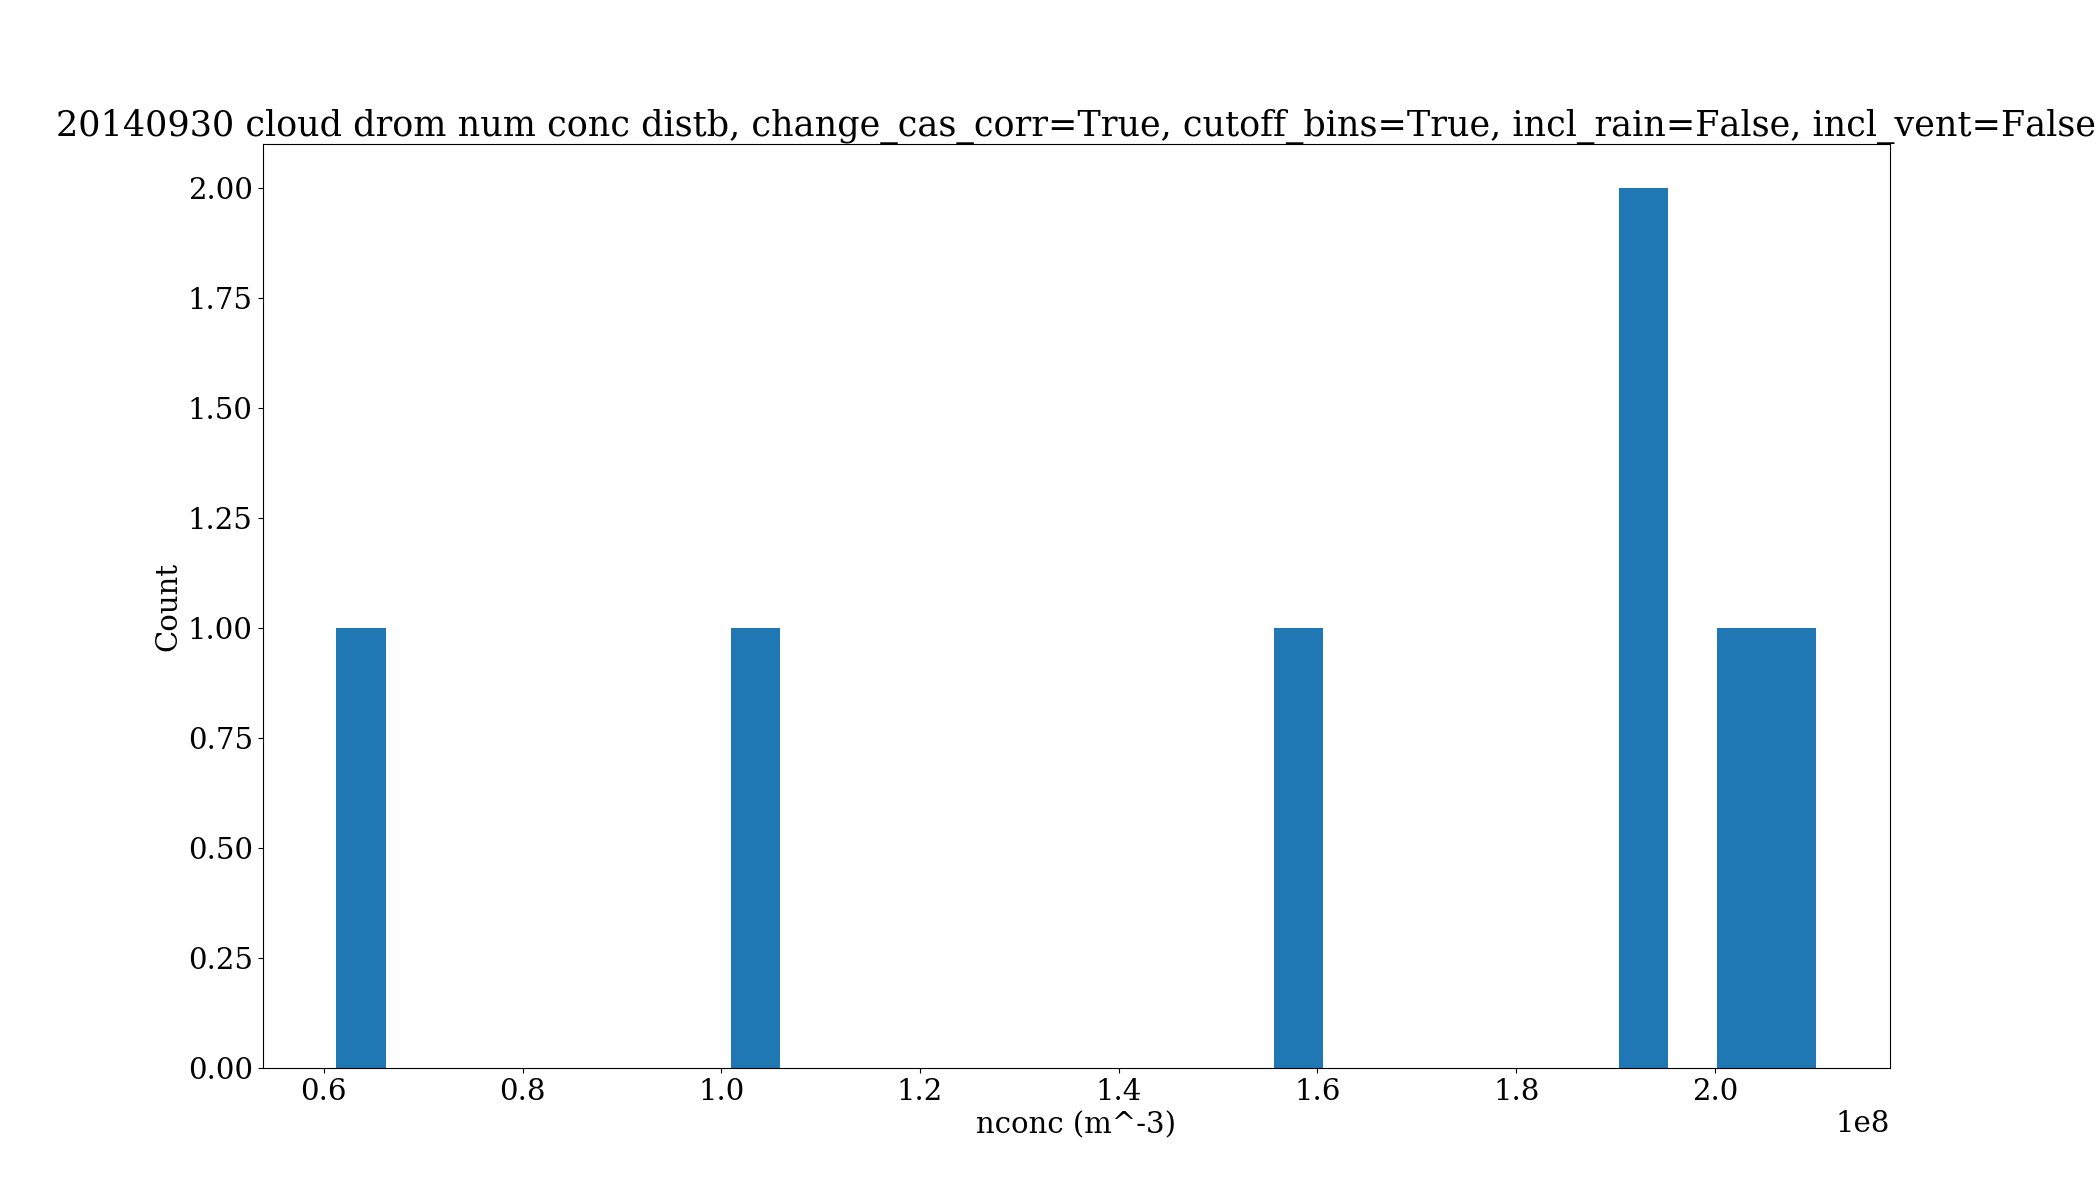 20140930 cloud drom num conc distb, change_cas_corr=True, cutoff_bins=True, incl_rain=False, incl_vent=False
2.00
1.75
1.50
1.25
1.00
0.75
0.50
0.25
0.00
Count
0.6 0.8 1.0 1.2 1.4 1.6 1.8 2.0
nconc (m^-3)
1e8